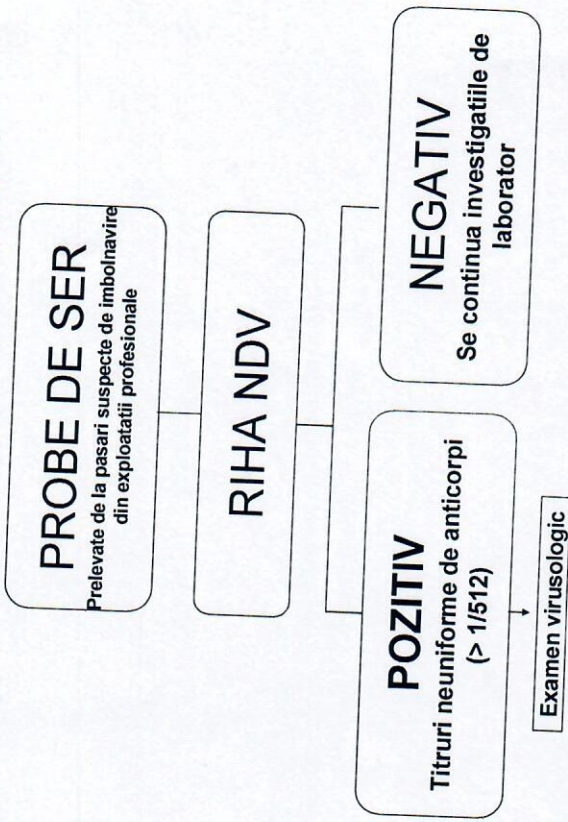 PROBE DE SER
Prelevate de la pasari suspecte de imbolnavire
din exploatatii profesionale
RIHA NDV
POZITIV
Titruri neuniforme de anticorpi
(> 1/512)
Examen virusologic
NEGATIV
Se continua investigatiile de
laborator